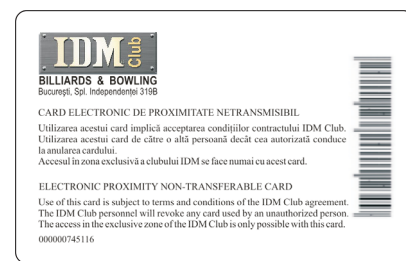 IDM Club
BILLIARDS & BOWLING
București, Spl. Independenței 319B
CARD ELECTRONIC DE PROXIMITATE NETRANSMISIBIL
Utilizarea acestui card implică acceptarea condițiilor contractului IDM Club.
Utilizarea acestui card de către o altă persoană decât cea autorizată conduce
la anularea cardului.
Accesul în zona exclusivă a clubului IDM se face numai cu acest card.
ELECTRONIC PROXIMITY NON-TRANSFERABLE CARD
Use of this card is subject to terms and conditions of the IDM Club agreement.
The IDM Club personnel will revoke any card used by an unauthorized person.
The access in the exclusive zone of the IDM Club is only possible with this card.
000000745116